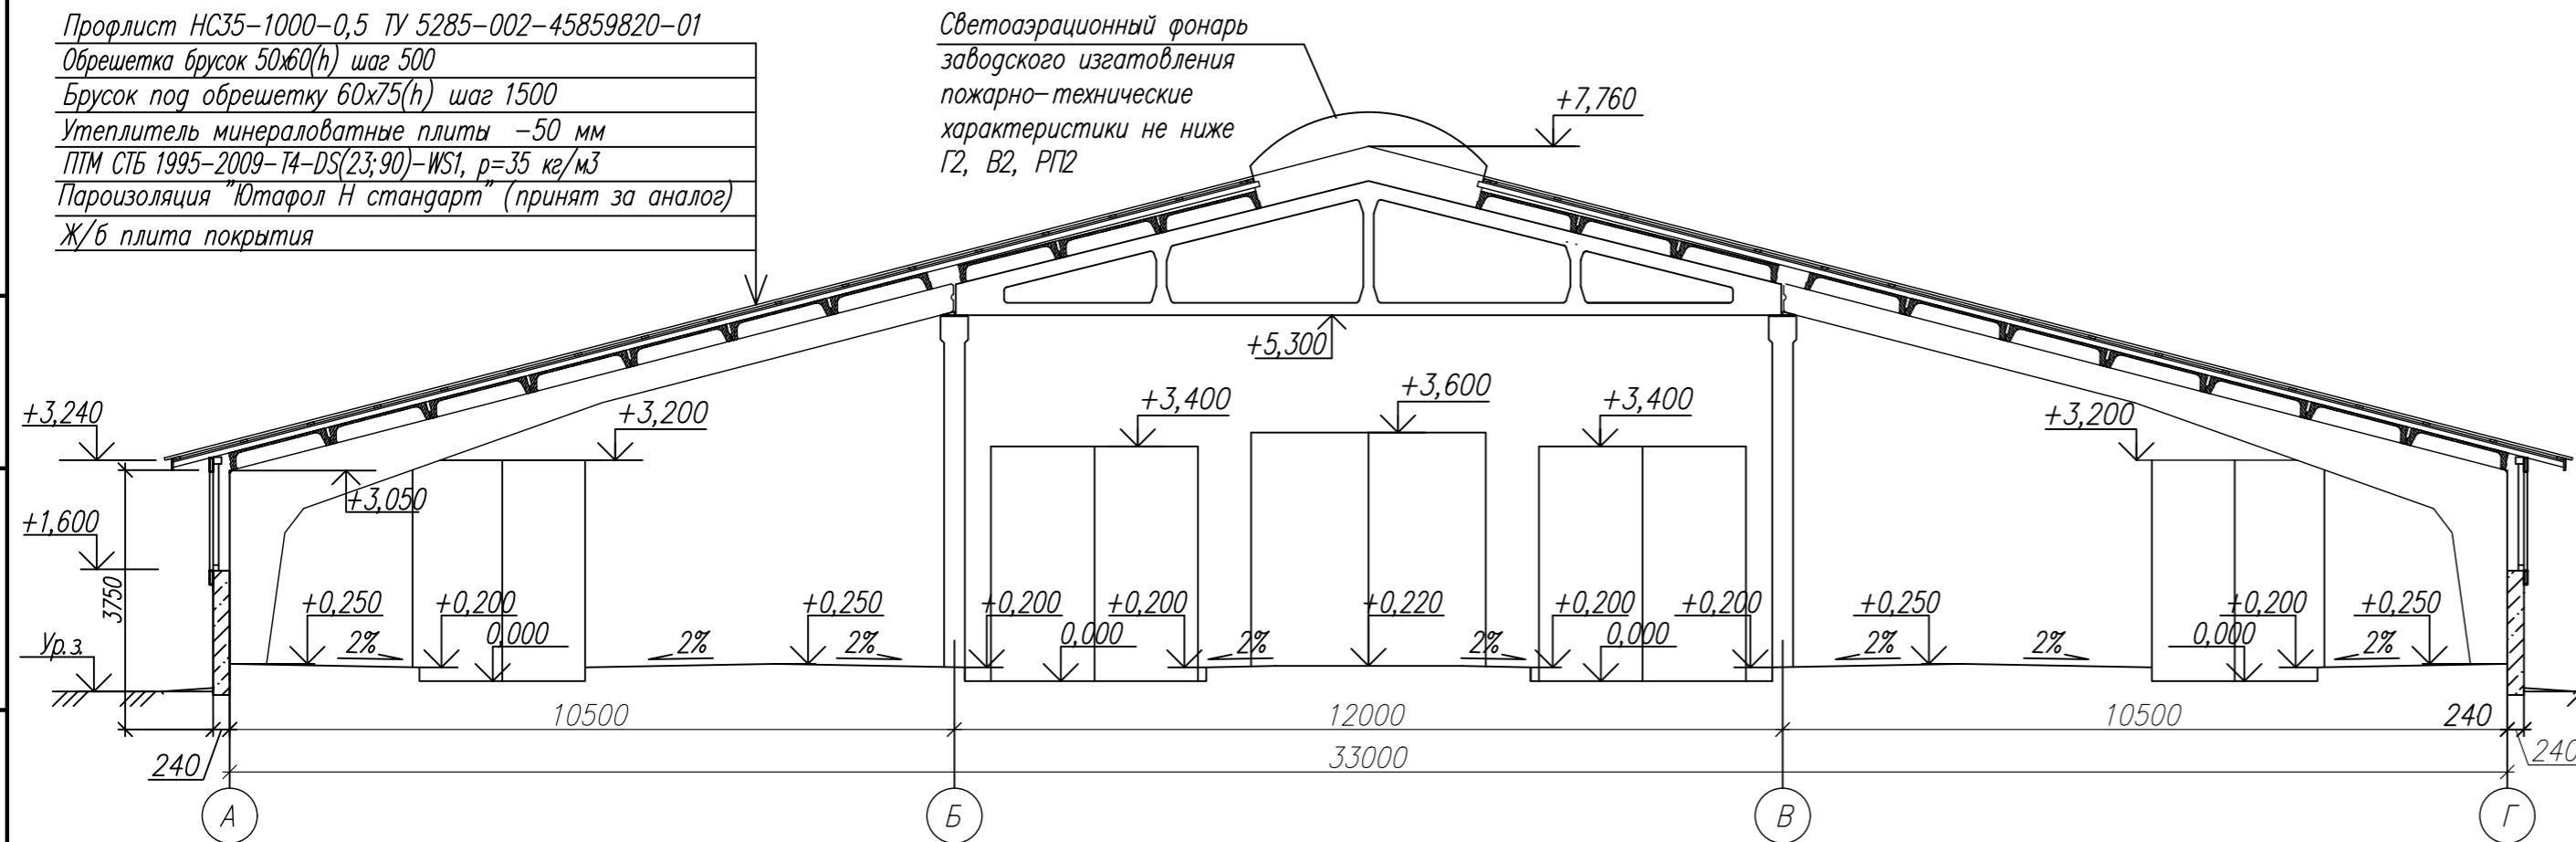 Профлист НС35-1000-0,5 ТУ 5285-002-45859820-01
Обрешетка брусок 50х60(h) шаг 500
Брусок под обрешетку 60х75(h) шаг 1500
Утеплитель минераловатные плиты -50 мм
ПТМ СТБ 1995-2009-Т4-DS(23;90)-WS1, р=35 кг/м3
Пароизоляция "Ютафол Н стандарт" (принят за аналог)
Ж/б плита покрытия
Светоаэрационный фонарь
заводского изгатовления
пожарно-технические
характеристики не ниже
Г2, В2, РП2
+7,760
+5,300
+3,240
+3,200
+3,400
+3,600
+3,400
+3,200
+3,050
+1,600
3750
+0,250
+0,200
+0,250
+0,200
+0,200
+0,220
+0,200
+0,200
+0,250
+0,200
+0,250
Ур.з.
2%
0,000
2%
2%
0,000
2%
2%
0,000
2%
2%
0,000
2%
10500
12000
10500
240
240
33000
240
А
Б
В
Г